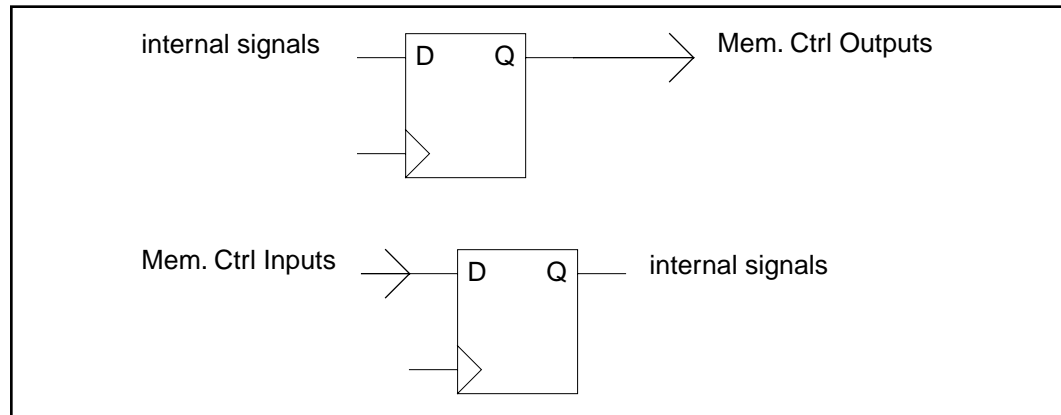 internal signals
D Q
Mem. Ctrl Outputs
Mem. Ctrl Inputs
D Q
internal signals